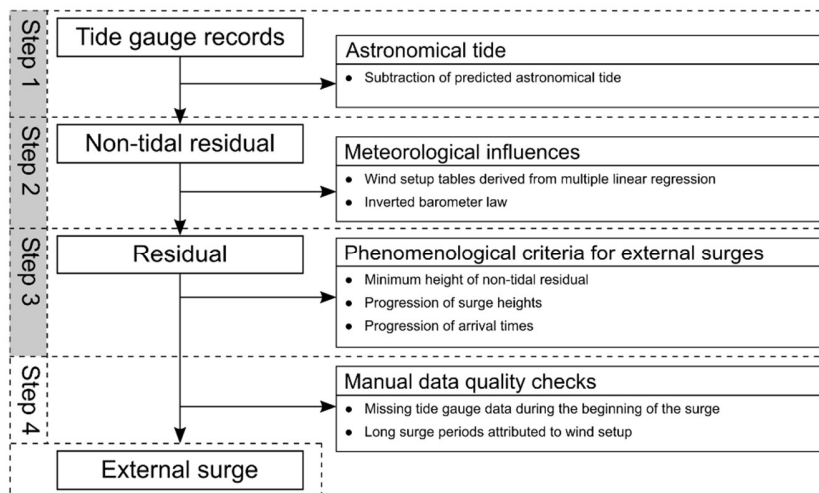 Step 1
Tide gauge records
Astronomical tide
● Subtraction of predicted astronomical tide
Step 2
Non-tidal residual
Meteorological influences
● Wind setup tables derived from multiple linear regression
● Inverted barometer law
Step 3
Residual
Phenomenological criteria for external surges
● Minimum height of non-tidal residual
● Progression of surge heights
● Progression of arrival times
Step 4
Manual data quality checks
● Missing tide gauge data during the beginning of the surge
● Long surge periods attributed to wind setup
External surge